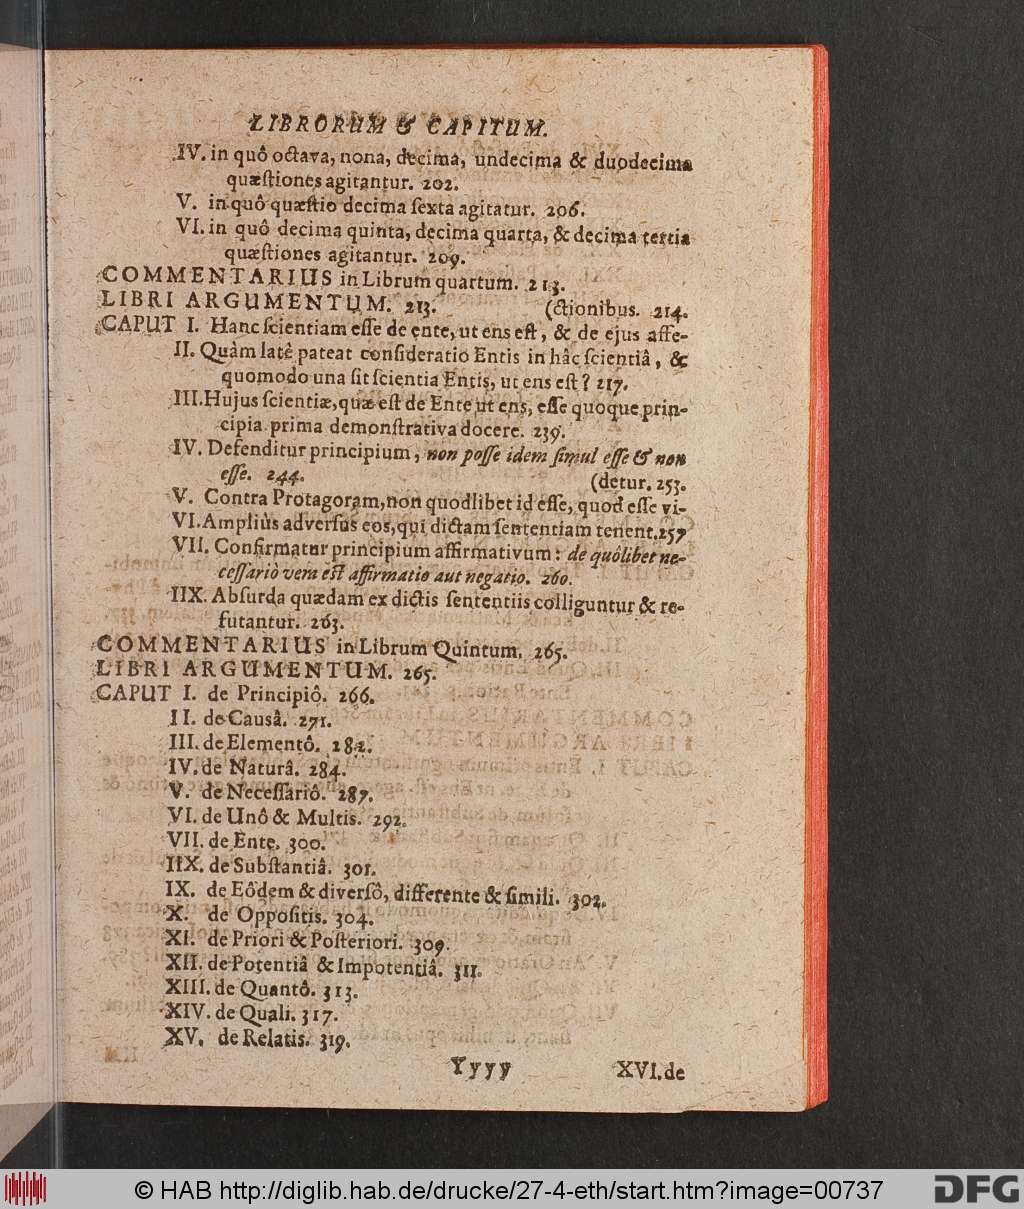 LIBRORUM & CAPITUM.
IV. in quô octava, nona, decima, undecima & duodecima
quæstiones agitantur. 202.
V. in quô quæstio decima sexta agitatur. 206.
VI. in quô decima quinta, decima quarta, & decima tertia
quæstiones agitantur. 209.
COMMENTARIUS in Librum quartum. 213.
LIBRI ARGUMENTUM. 213. (ctionibus. 214.
CAPUT I. Hanc scientiam esse de ente, ut ens est, & de ejus affe-
II. Quàm latè pateat consideratio Entis in hâc scientiâ, &
quomodo una sit scientia Entis, ut ens est? 217.
III. Hujus scientiæ, quæ est de Ente ut ens, esse quoque prin-
cipia prima demonstrativa docere. 239.
IV. Defenditur principium, non posse idem simul esse & non
esse. 244. (detur. 253.
V. Contra Protagoram, non quodlibet id esse, quod esse vi-
VI. Ampliùs adversus eos, qui dictam sententiam tenent. 257
VII. Confirmatur principium affirmativum: de quôlibet ne-
cessariò vera est affirmatio aut negatio. 260.
IIX. Absurda quædam ex dictis sententiis colliguntur & re-
futantur. 263.
COMMENTARIUS in Librum Quintum. 265.
LIBRI ARGUMENTUM. 265.
CAPUT I. de Principiô. 266.
II. de Causâ. 271.
III. de Elementô. 282.
IV. de Naturâ. 284.
V. de Necessariô. 287.
VI. de Unô & Multis. 292.
VII. de Ente. 300.
IIX. de Substantiâ. 301.
IX. de Eôdem & diversô, differente & simili. 302.
X. de Oppositis. 304.
XI. de Priori & Posteriori. 309.
XII. de Potentiâ & Impotentiâ. 311.
XIII. de Quantô. 313.
XIV. de Quali. 317.
XV. de Relatis. 319.
Yyyy XVI. de
© HAB http://diglib.hab.de/drucke/27-4-eth/start.htm?image=00737
DFG